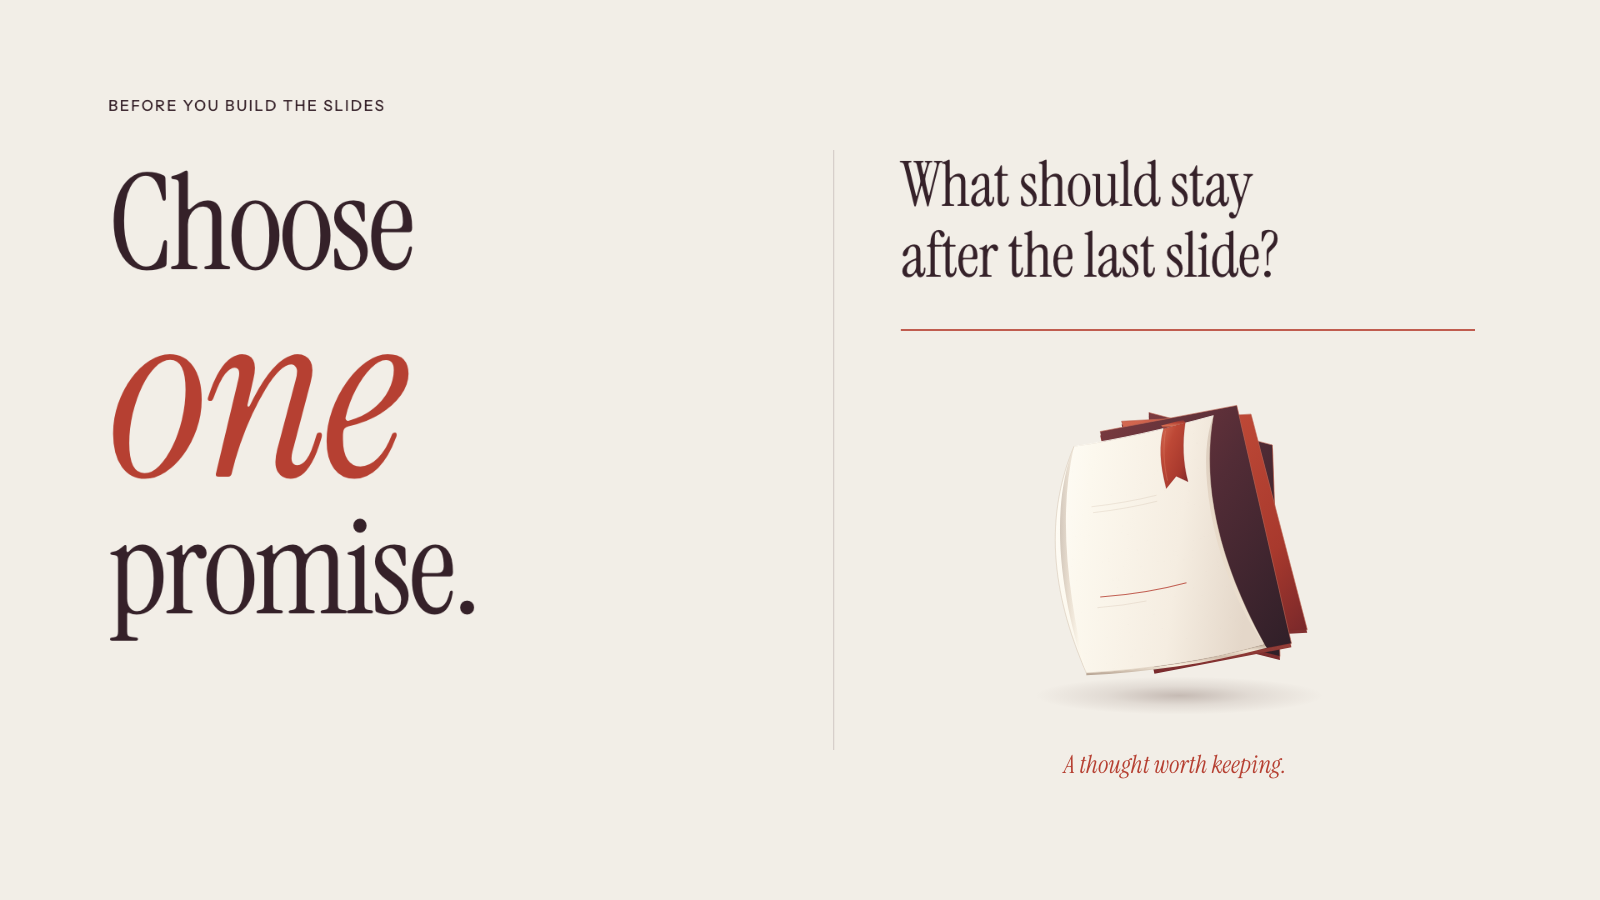 BEFORE YOU BUILD THE SLIDES
Choose
one
promise.
What should stay
after the last slide?
A thought worth keeping.